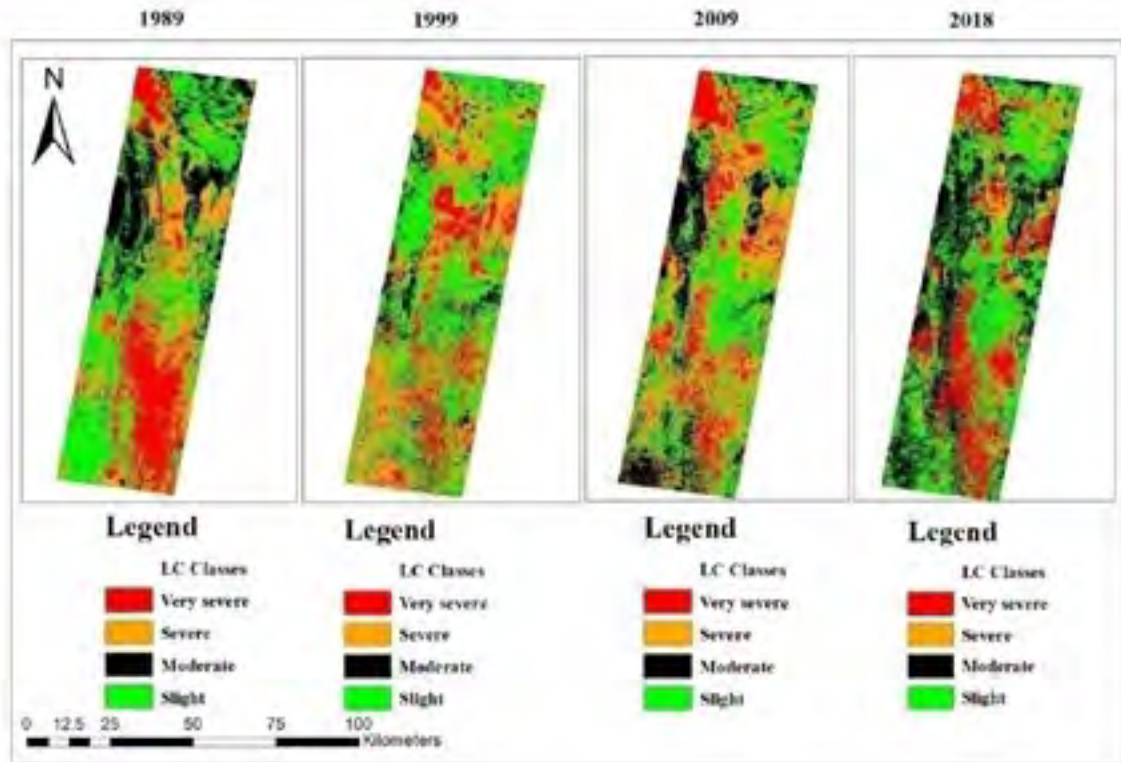 1989 1999 2009 2018
N
Legend Legend Legend Legend
LC Classes LC Classes LC Classes LC Classes
Very severe Very severe Very severe Very severe
Severe Severe Severe Severe
Moderate Moderate Moderate Moderate
Slight Slight Slight Slight
0 12.5 25 50 75 100
Kilometers